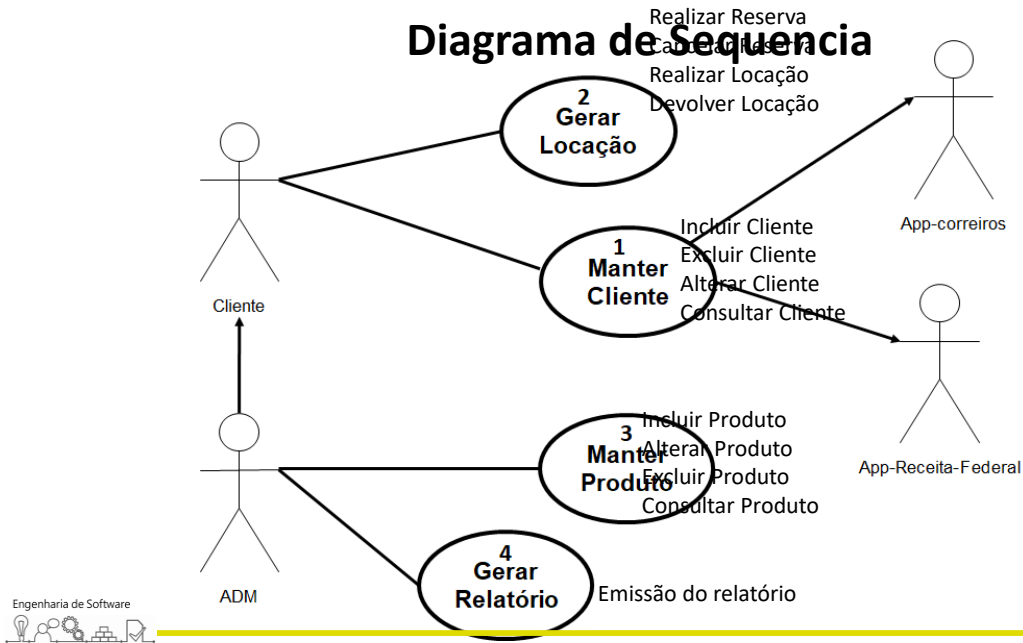 Diagrama de Sequencia
Realizar Reserva
Cancelar Reserva
Realizar Locação
Devolver Locação
2
Gerar
Locação
App-correiros
1
Manter
Cliente
Incluir Cliente
Excluir Cliente
Alterar Cliente
Consultar Cliente
Cliente
3
Manter
Produto
Incluir Produto
Alterar Produto
Excluir Produto
Consultar Produto
App-Receita-Federal
4
Gerar
Relatório
Emissão do relatório
ADM
Engenharia de Software